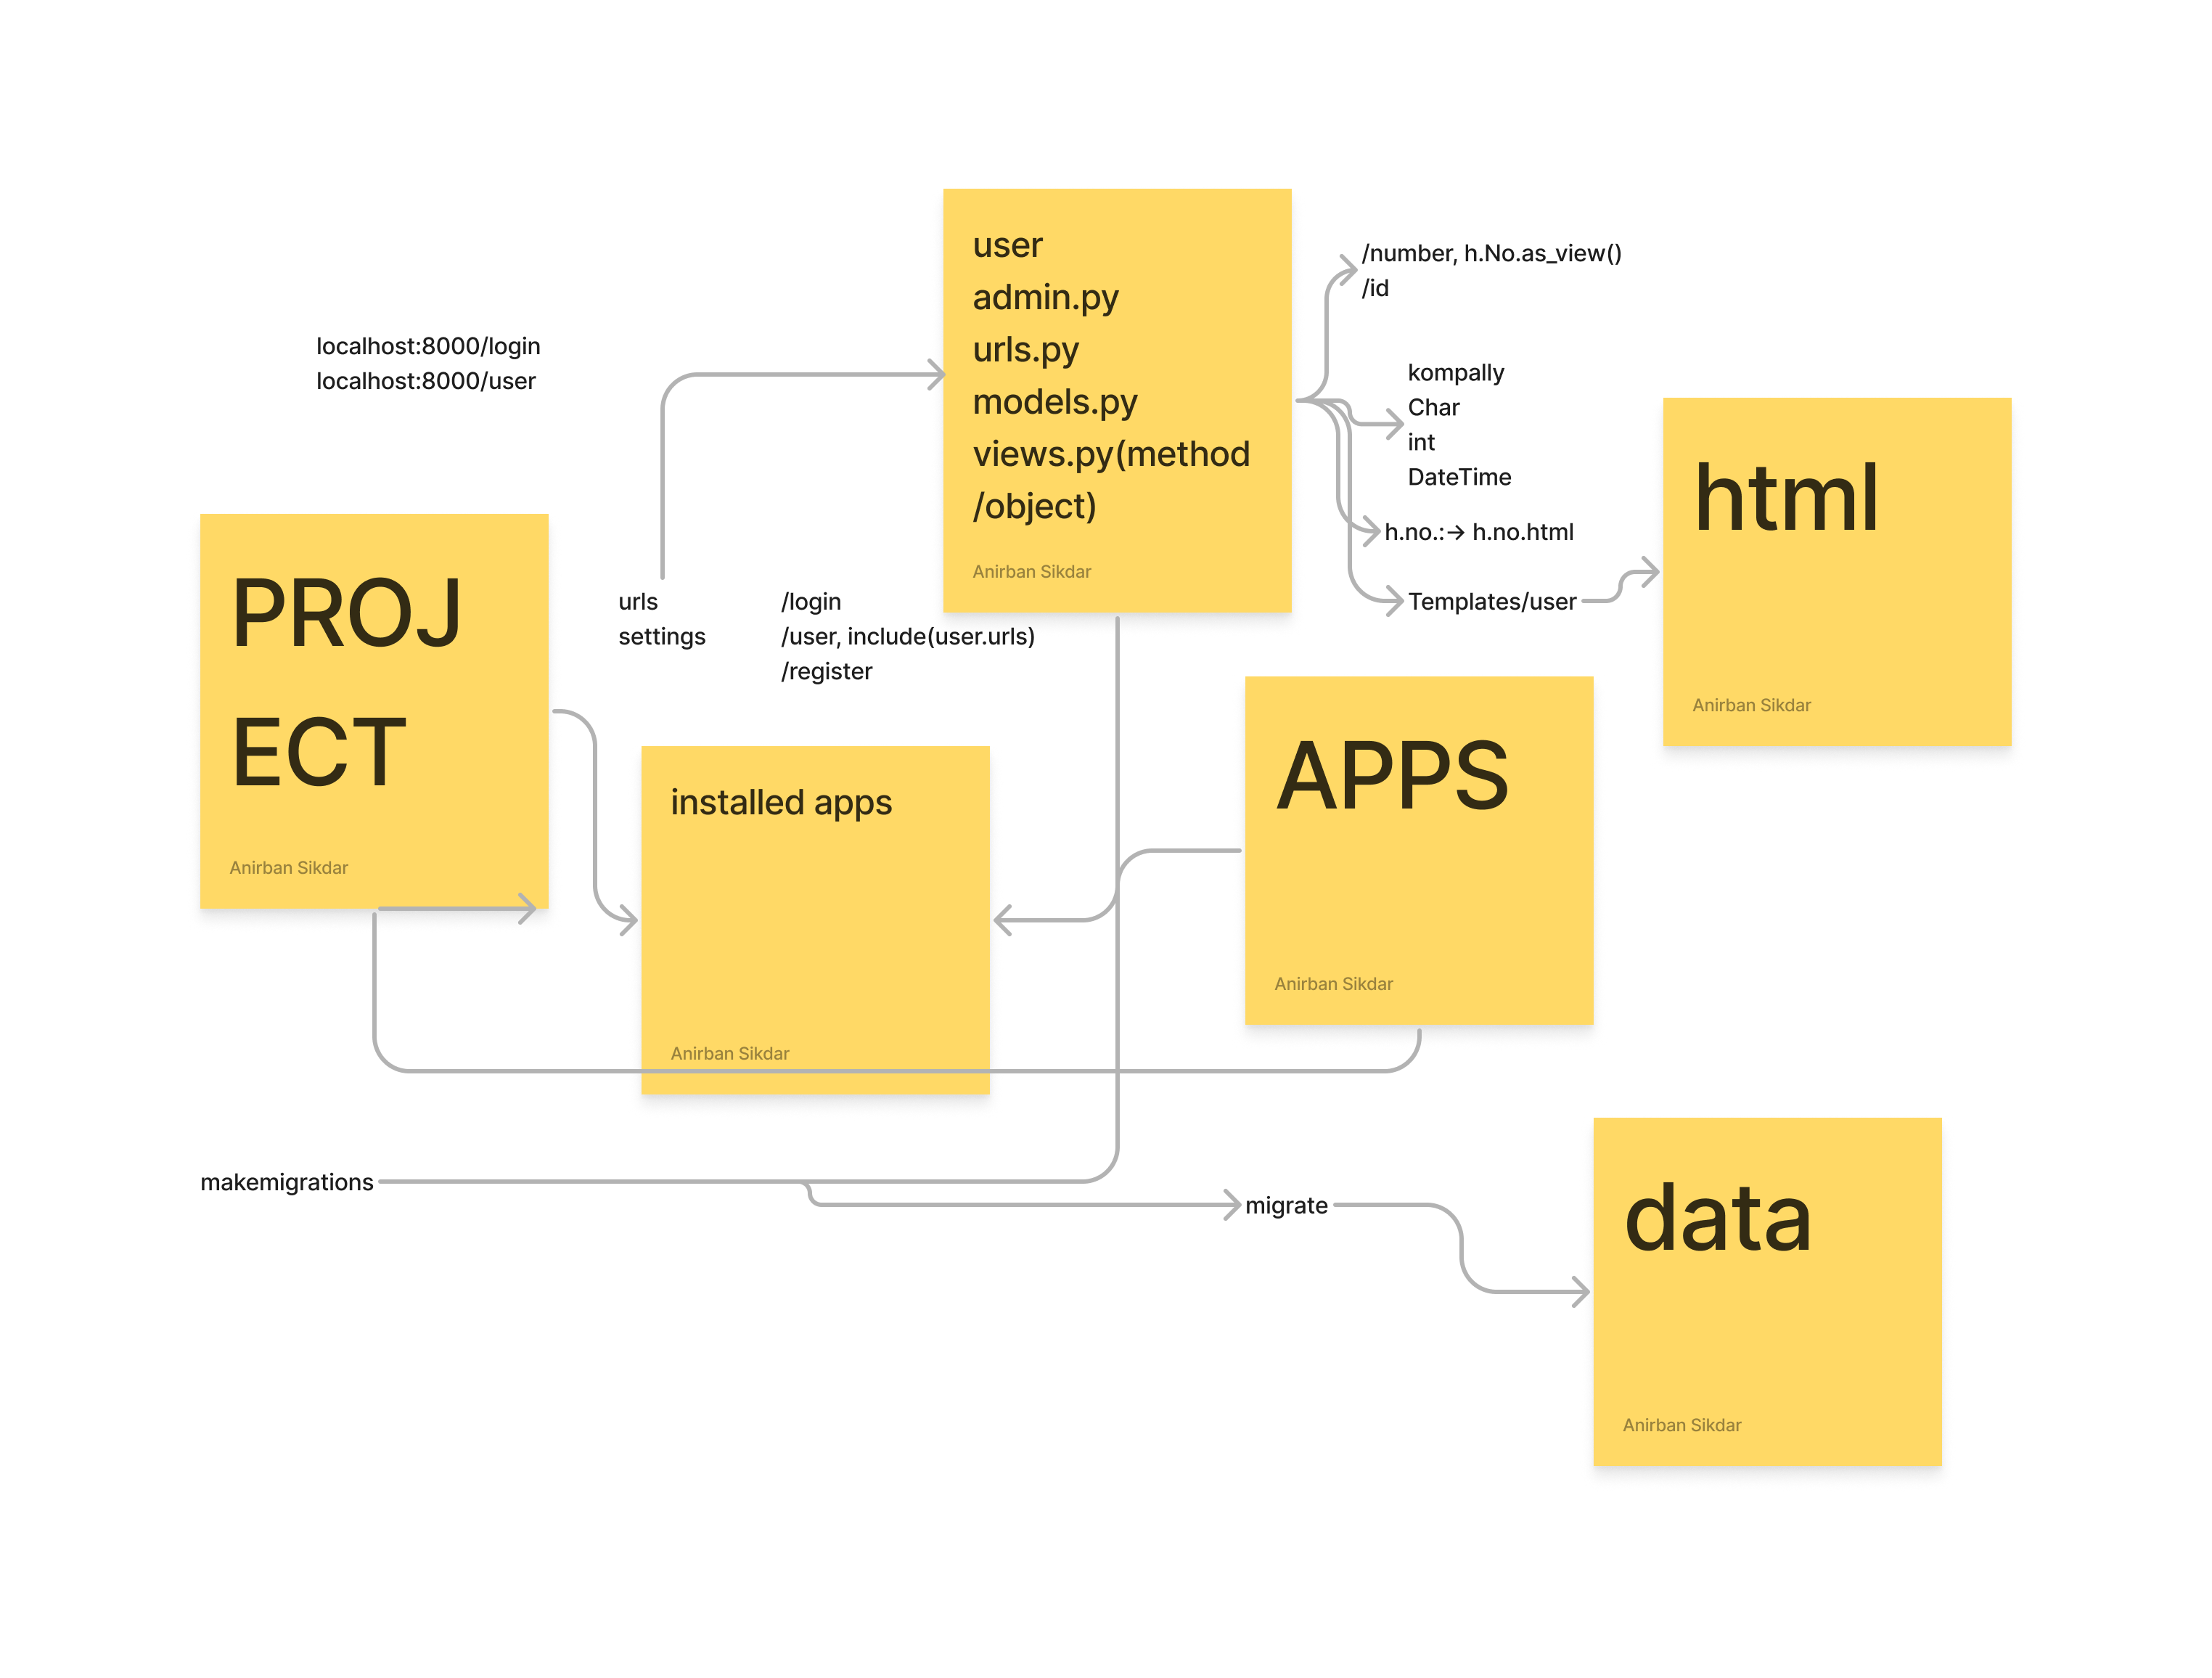 localhost:8000/login
localhost:8000/user
PROJ
ECT
Anirban Sikdar
urls
settings
/login
/user, include(user.urls)
/register
user
admin.py
urls.py
models.py
views.py(method
/object)
Anirban Sikdar
/number, h.No.as_view()
/id
kompally
Char
int
DateTime
h.no.:→ h.no.html
Templates/user
html
Anirban Sikdar
installed apps
Anirban Sikdar
APPS
Anirban Sikdar
makemigrations
migrate
data
Anirban Sikdar